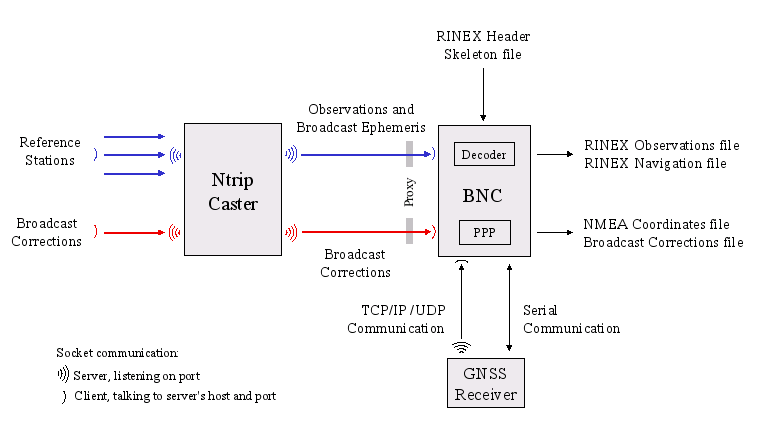 RINEX Header
Skeleton file
Observations and
Broadcast Ephemeris
Reference
Stations
Ntrip
Caster
Decoder
BNC
PPP
Proxy
RINEX Observations file
RINEX Navigation file
Broadcast
Corrections
Broadcast
Corrections
NMEA Coordinates file
Broadcast Corrections file
TCP/IP /UDP
Communication
Serial
Communication
GNSS
Receiver
Socket communication:
Server, listening on port
Client, talking to server's host and port